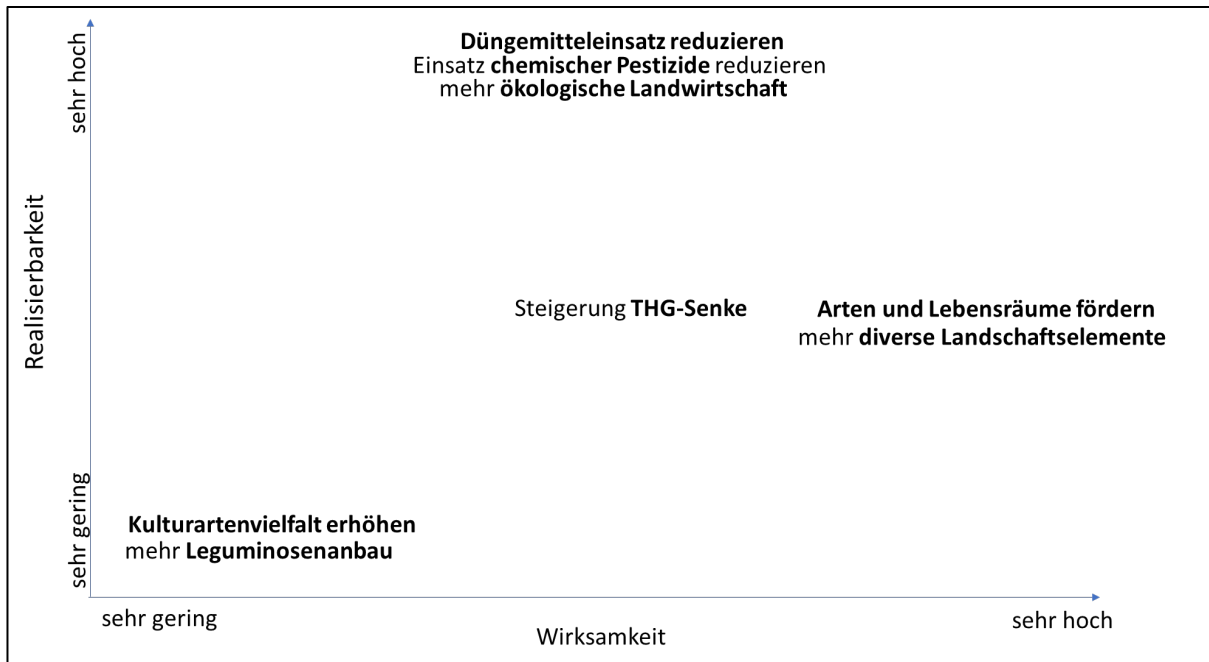 Düngemitteleinsatz reduzieren
Einsatz chemischer Pestizide reduzieren
mehr ökologische Landwirtschaft
sehr hoch
Realisierbarkeit
Steigerung THG-Senke
Arten und Lebensräume fördern
mehr diverse Landschaftselemente
sehr gering
Kulturartenvielfalt erhöhen
mehr Leguminosenanbau
sehr gering
Wirksamkeit
sehr hoch